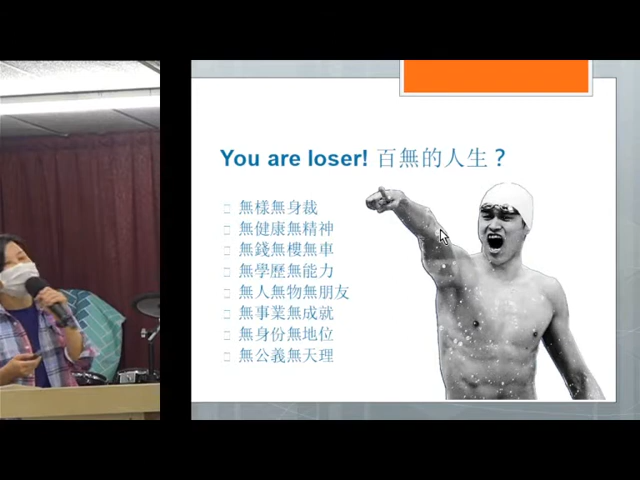 You are loser! 百無的人生？
無樣無身裁
無健康無精神
無錢無樓無車
無學歷無能力
無人無物無朋友
無事業無成就
無身份無地位
無公義無天理